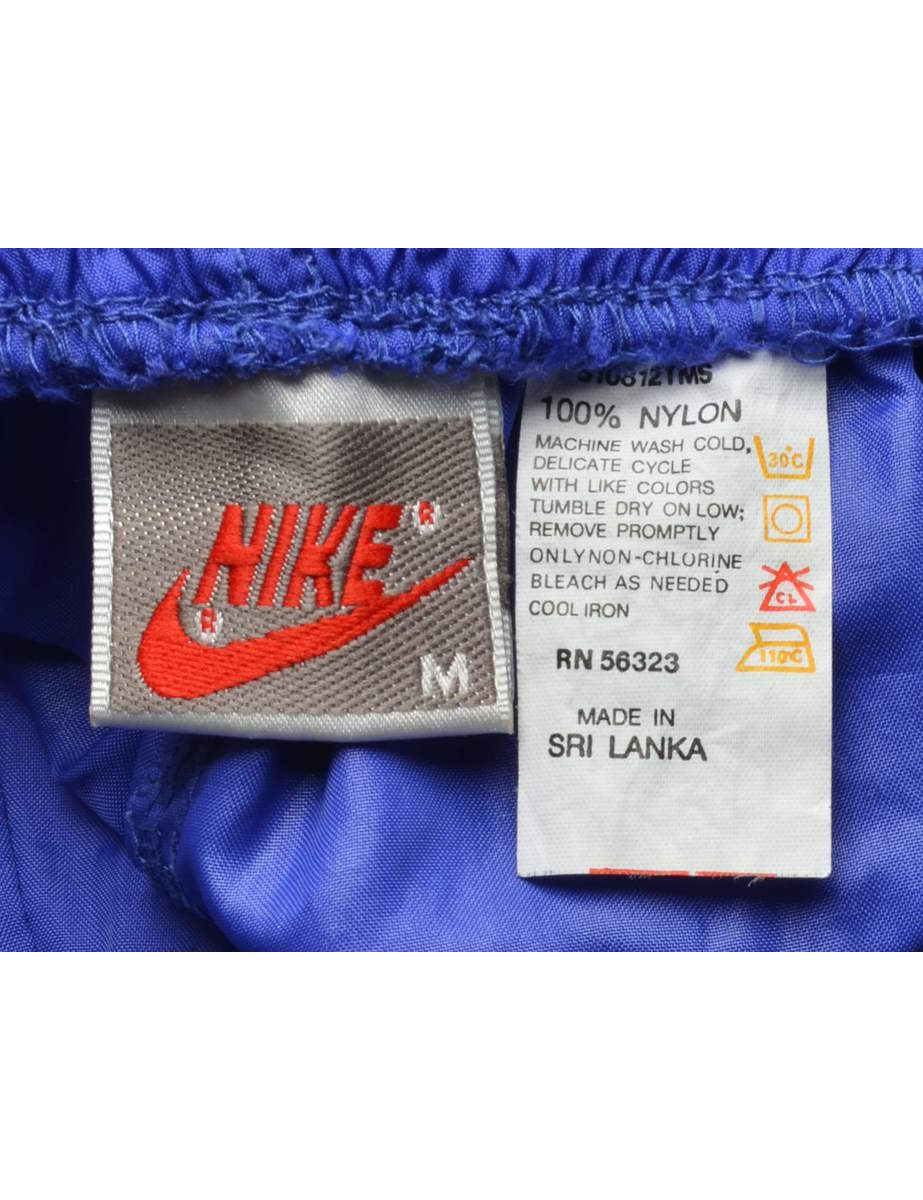 NIKE ®
®
M
100% NYLON
MACHINE WASH COLD,
DELICATE CYCLE
WITH LIKE COLORS
TUMBLE DRY ON LOW;
REMOVE PROMPTLY
ONLY NON-CHLORINE
BLEACH AS NEEDED
COOL IRON
30°C
CL
110°C
RN 56323
MADE IN
SRI LANKA